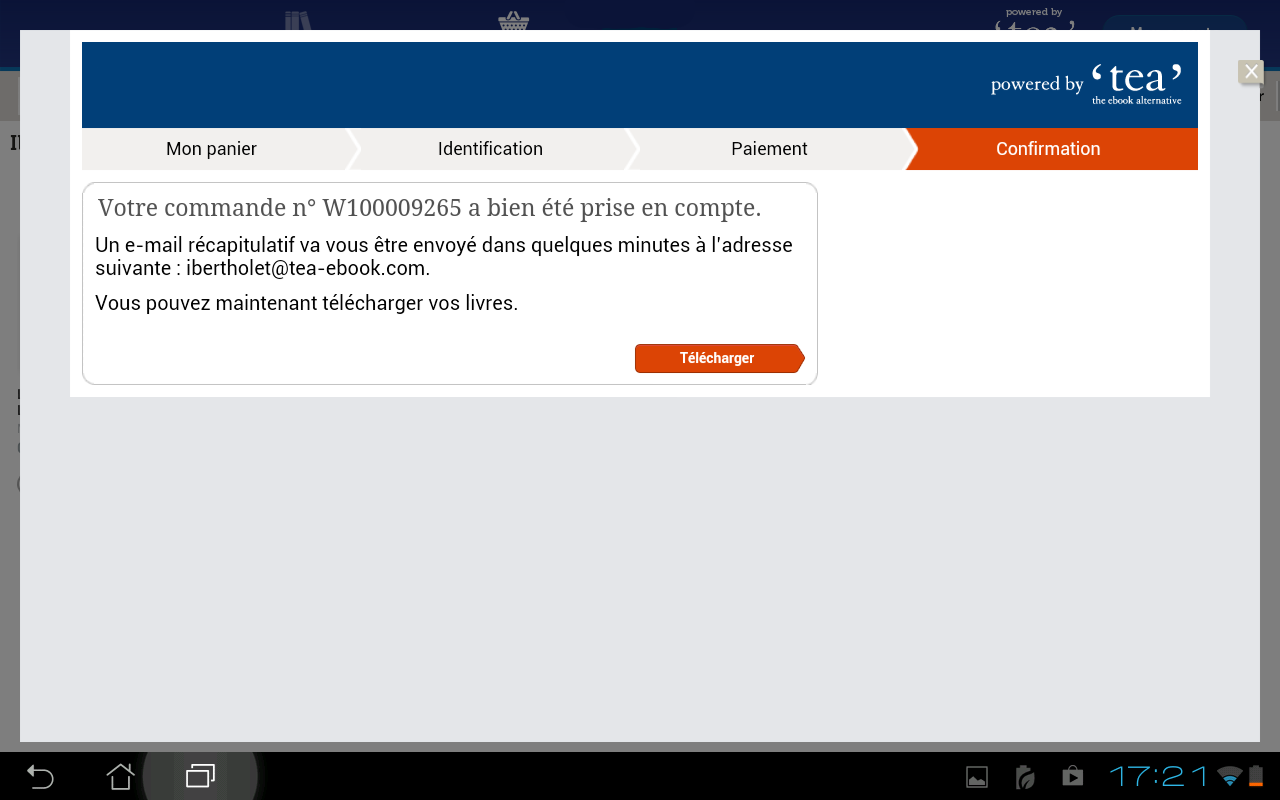 powered by
powered by ‘tea’
the ebook alternative
Mon panier
Identification
Paiement
Confirmation
Votre commande n° W100009265 a bien été prise en compte.
Un e-mail récapitulatif va vous être envoyé dans quelques minutes à l'adresse
suivante : ibertholet@tea-ebook.com.
Vous pouvez maintenant télécharger vos livres.
Télécharger
17:21